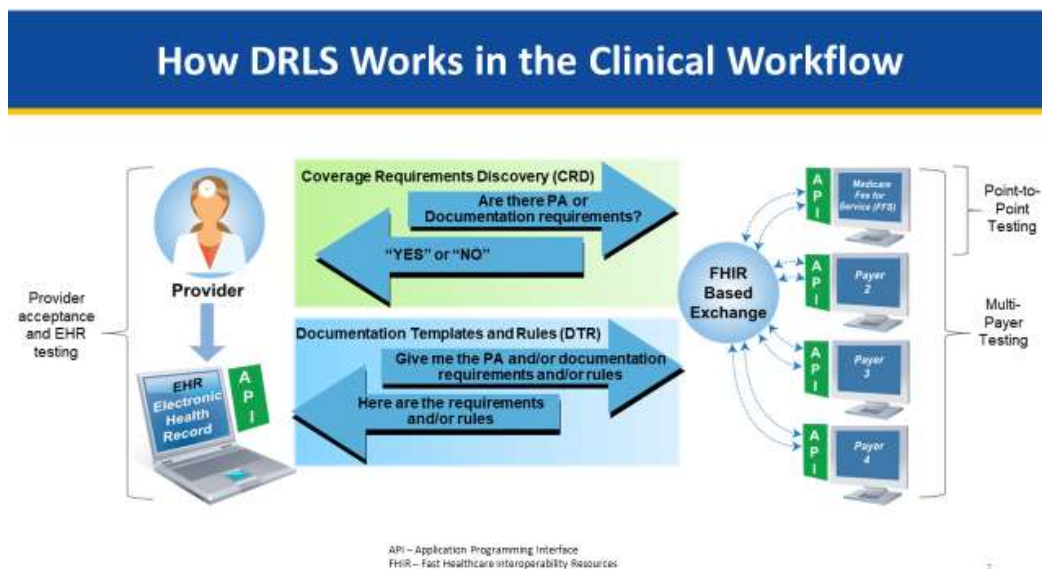 How DRLS Works in the Clinical Workflow
Provider
acceptance
and EHR
testing
Provider
EHR
Electronic
Health
Record
A
P
I
Coverage Requirements Discovery (CRD)
Are there PA or
Documentation requirements?
“YES” or “NO”
Documentation Templates and Rules (DTR)
Give me the PA and/or documentation
requirements and/or rules
Here are the requirements
and/or rules
FHIR
Based
Exchange
A
P
I
Medicare
Fee for
Service (FFS)
A
P
I
Payer
2
A
P
I
Payer
3
A
P
I
Payer
4
Point-to-
Point
Testing
Multi-
Payer
Testing
API – Application Programming Interface
FHIR – Fast Healthcare Interoperability Resources
7